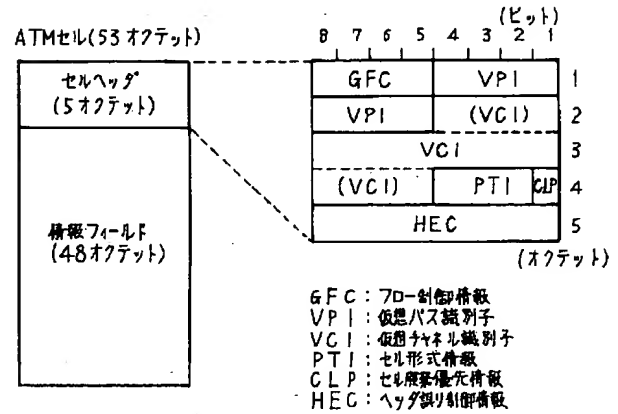 (ビット)
ATMセル(53オクテット)
8 7 6 5 4 3 2 1
セルヘッダ
(5オクテット)
GFC VPI 1
VPI (VCI) 2
VCI 3
(VCI) PTI CLP 4
HEC 5
(オクテット)
情報フィールド
(48オクテット)
GFC:フロー制御情報
VPI:仮想パス識別子
VCI:仮想チャネル識別子
PTI:セル形式情報
CLP:セル廃棄優先情報
HEC:ヘッダ誤り制御情報